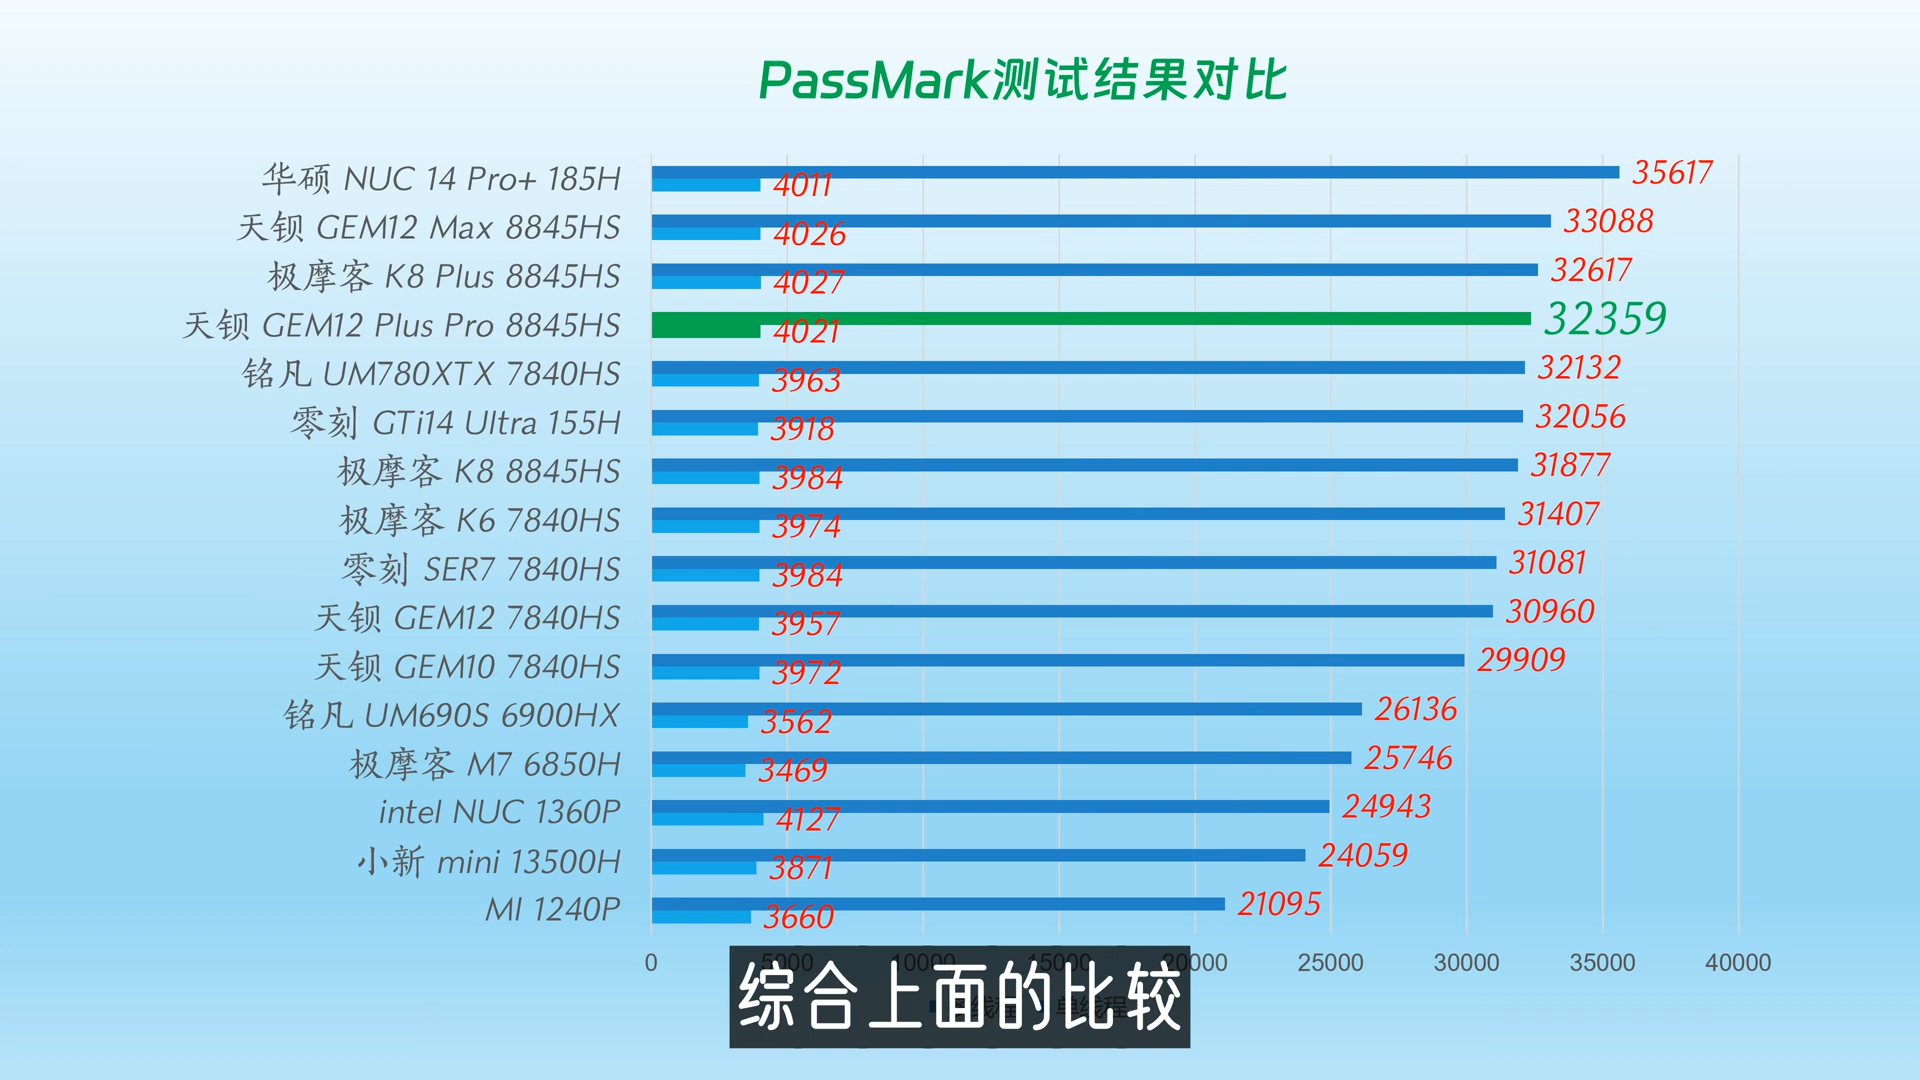 PassMark测试结果对比
华硕 NUC 14 Pro+ 185H 35617
4011
天钡 GEM12 Max 8845HS 33088
4026
极摩客 K8 Plus 8845HS 32617
4027
天钡 GEM12 Plus Pro 8845HS 32359
4021
铭凡 UM780XTX 7840HS 32132
3963
零刻 GTi14 Ultra 155H 32056
3918
极摩客 K8 8845HS 31877
3984
极摩客 K6 7840HS 31407
3974
零刻 SER7 7840HS 31081
3984
天钡 GEM12 7840HS 30960
3957
天钡 GEM10 7840HS 29909
3972
铭凡 UM690S 6900HX 26136
3562
极摩客 M7 6850H 25746
3469
intel NUC 1360P 24943
4127
小新 mini 13500H 24059
3871
MI 1240P 21095
3660
0 5000 10000 15000 20000 25000 30000 35000 40000
综合上面的比较